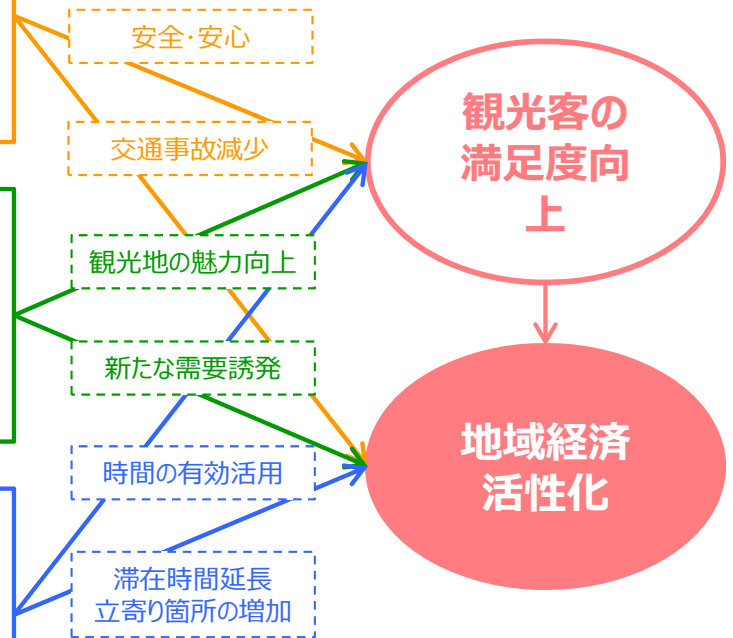 安全・安心
交通事故減少
観光地の魅力向上
新たな需要誘発
時間の有効活用
滞在時間延長
立寄り箇所の増加
観光客の
満足度向
上
地域経済
活性化